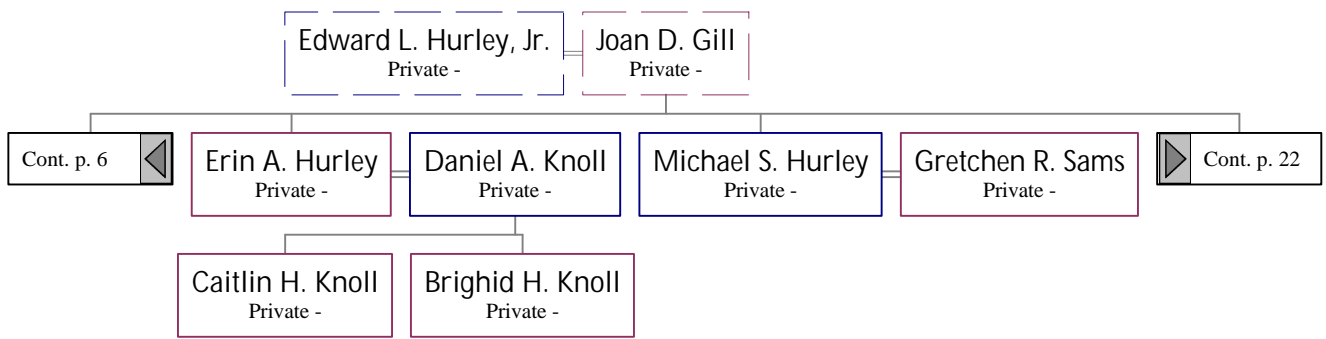 Edward L. Hurley, Jr.
Private -
Joan D. Gill
Private -
Cont. p. 6
Erin A. Hurley
Private -
Daniel A. Knoll
Private -
Michael S. Hurley
Private -
Gretchen R. Sams
Private -
Cont. p. 22
Caitlin H. Knoll
Private -
Brighid H. Knoll
Private -